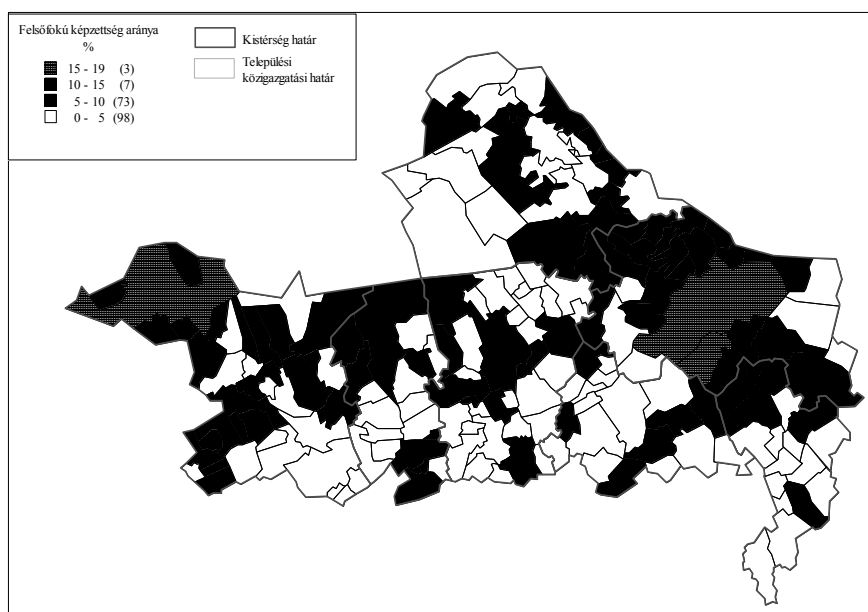 Felsőfokú képzettség aránya
%
15 - 19 (3)
10 - 15 (7)
5 - 10 (73)
0 - 5 (98)
Kistérség határ
Települési
közigazgatási határ